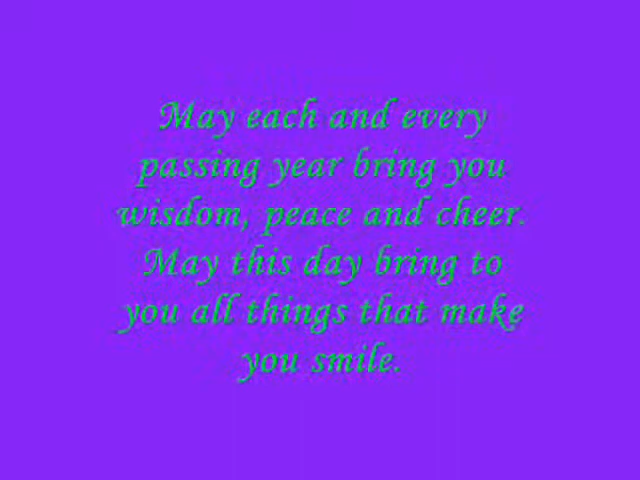 May each and every
passing year bring you
wisdom, peace and cheer.
May this day bring to
you all things that make
you smile.